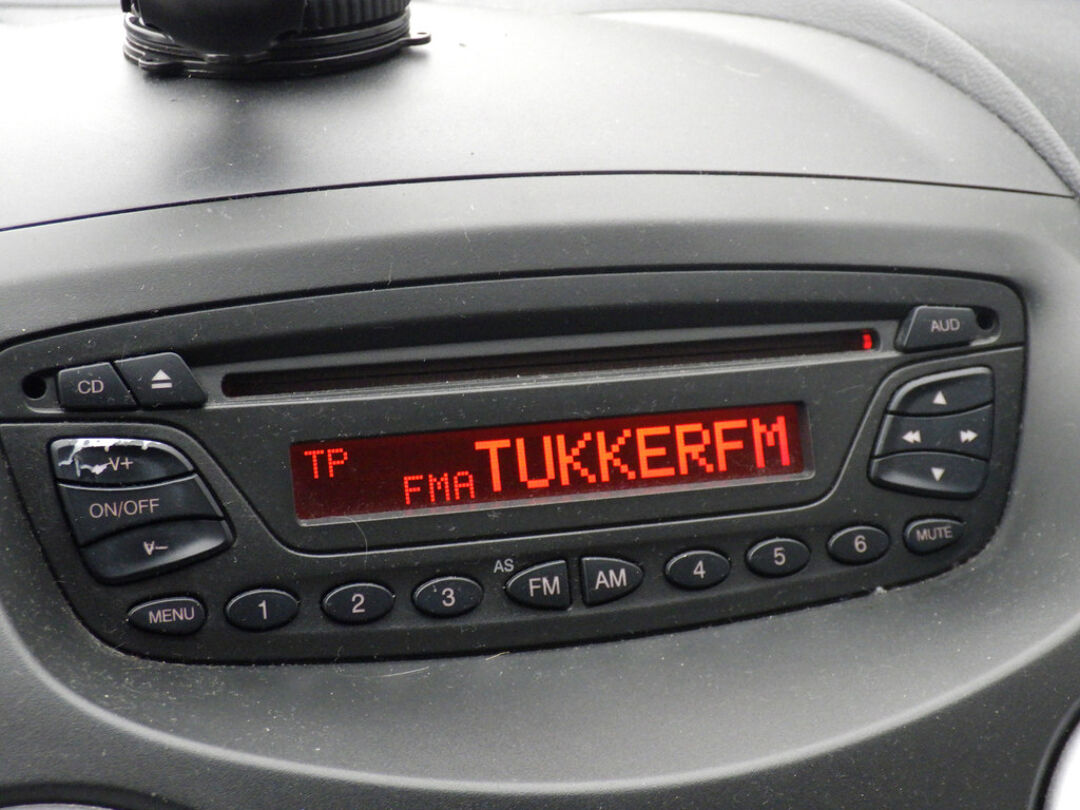 AUD
CD
V+
ON/OFF
V-
TP
FMA TUKKERFM
MENU 1 2 3 AS FM AM 4 5 6 MUTE